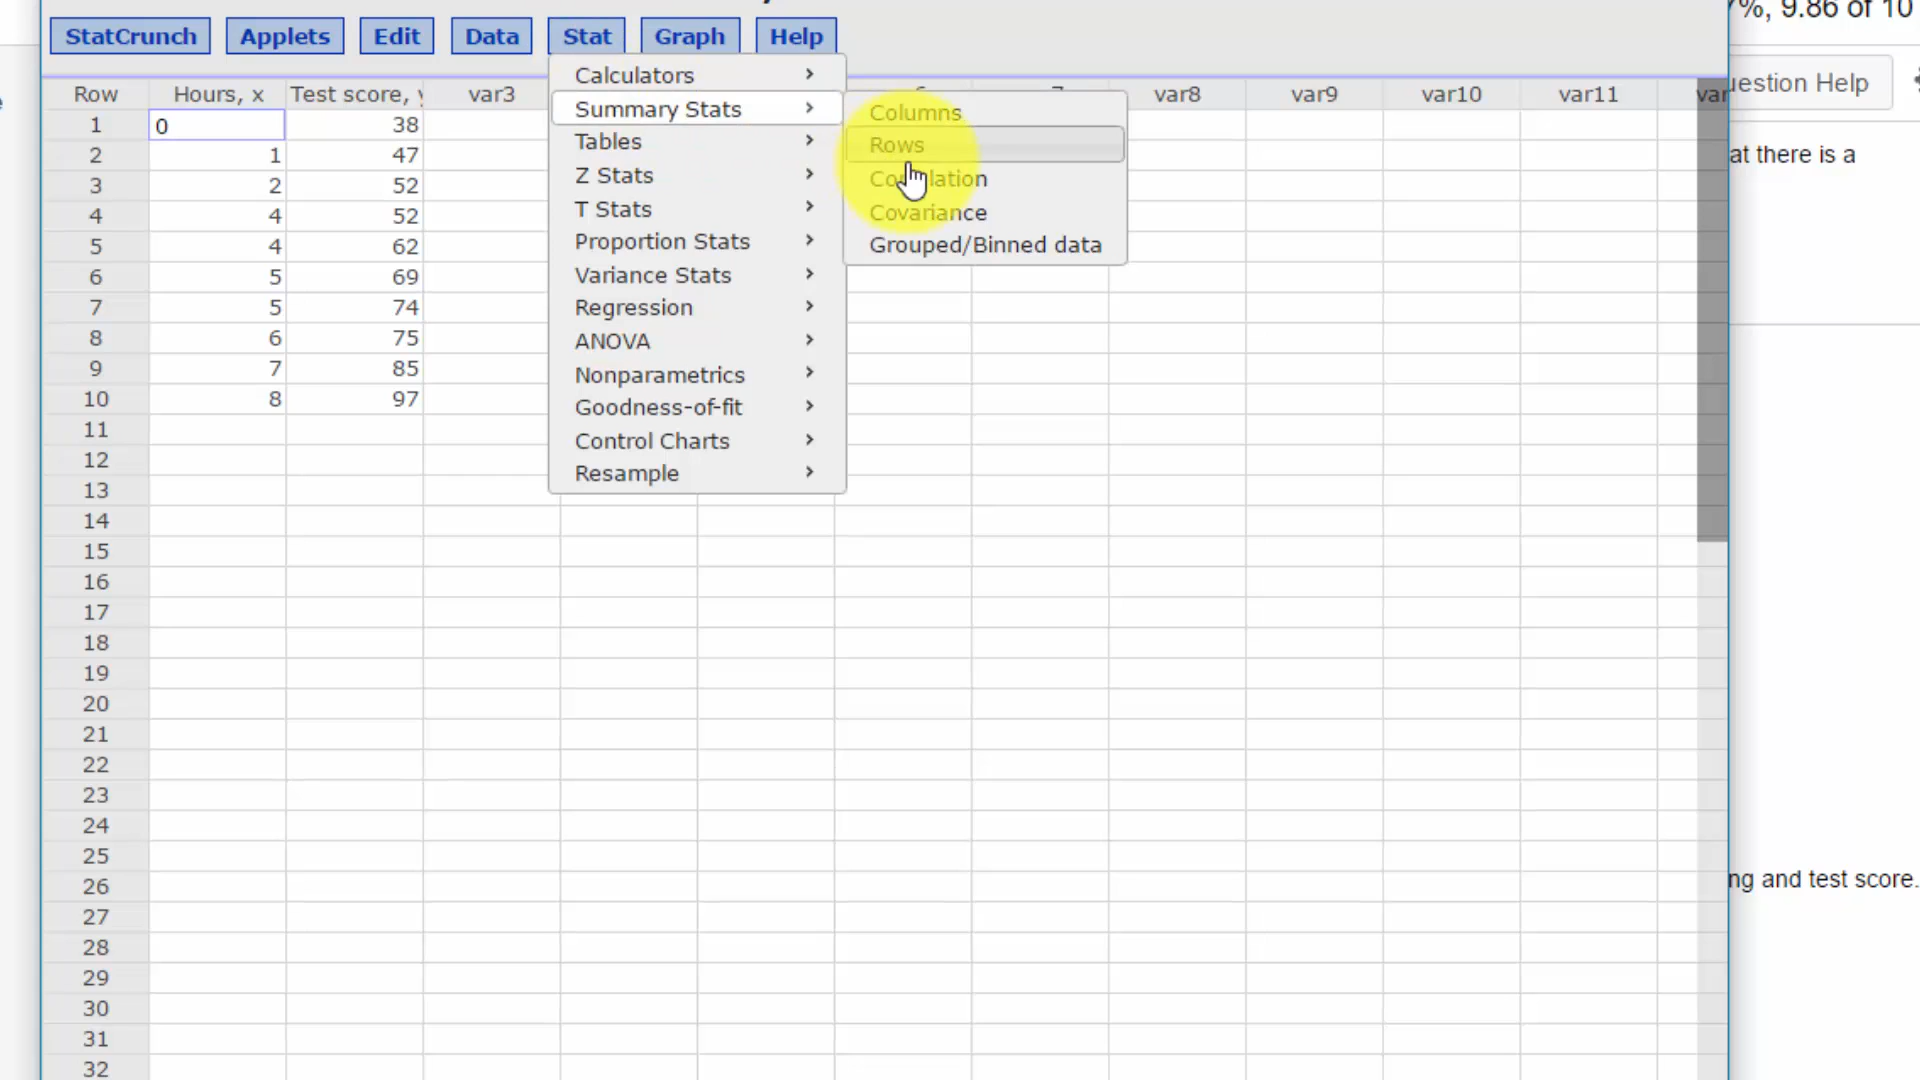 7%, 9.86 of 10
StatCrunch Applets Edit Data Stat Graph Help
Calculators
Summary Stats
Tables
Z Stats
T Stats
Proportion Stats
Variance Stats
Regression
ANOVA
Nonparametrics
Goodness-of-fit
Control Charts
Resample
Columns
Rows
Correlation
Covariance
Grouped/Binned data
Row Hours, x Test score, y var3 var8 var9 var10 var11 var
1 0 38
2 1 47
3 2 52
4 4 52
5 4 62
6 5 69
7 5 74
8 6 75
9 7 85
10 8 97
11
12
13
14
15
16
17
18
19
20
21
22
23
24
25
26
27
28
29
30
31
32
uestion Help
at there is a
ng and test score.